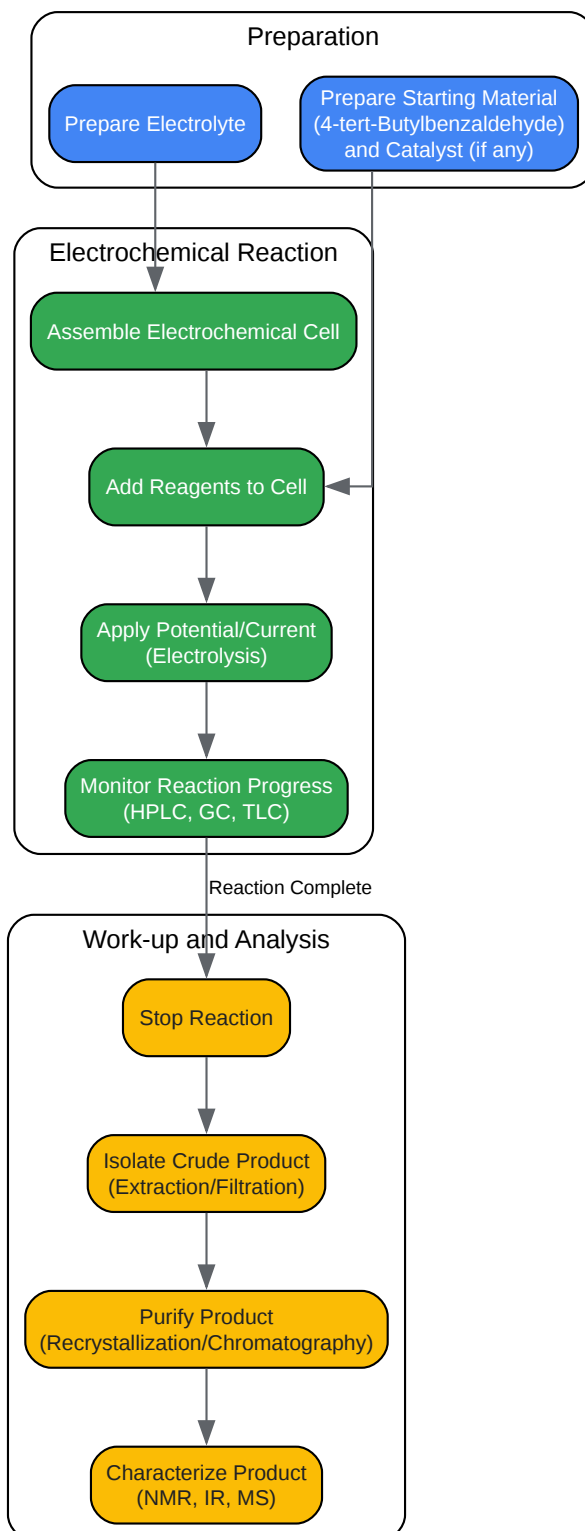 Preparation
Prepare Electrolyte
Prepare Starting Material
(4-tert-Butylbenzaldehyde)
and Catalyst (if any)
Electrochemical Reaction
Assemble Electrochemical Cell
Add Reagents to Cell
Apply Potential/Current
(Electrolysis)
Monitor Reaction Progress
(HPLC, GC, TLC)
Reaction Complete
Work-up and Analysis
Stop Reaction
Isolate Crude Product
(Extraction/Filtration)
Purify Product
(Recrystallization/Chromatography)
Characterize Product
(NMR, IR, MS)